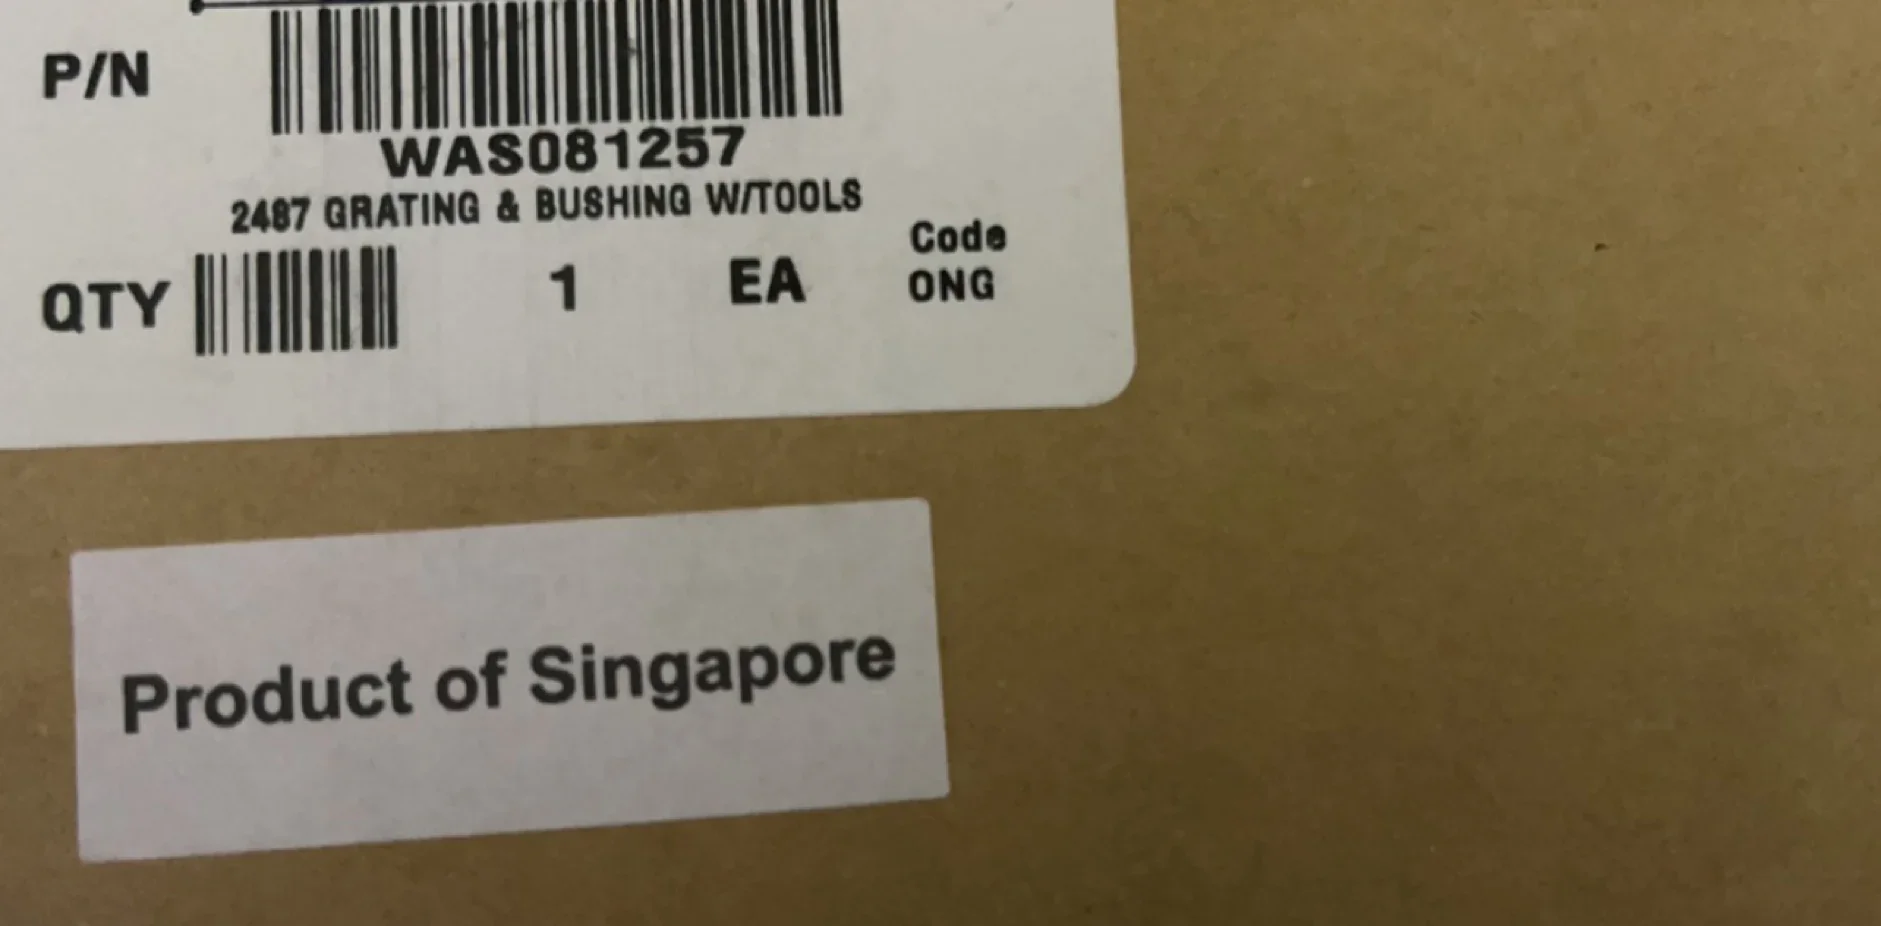 P/N
WAS081257
2487 GRATING & BUSHING W/TOOLS
QTY 1 EA Code
ONG
Product of Singapore